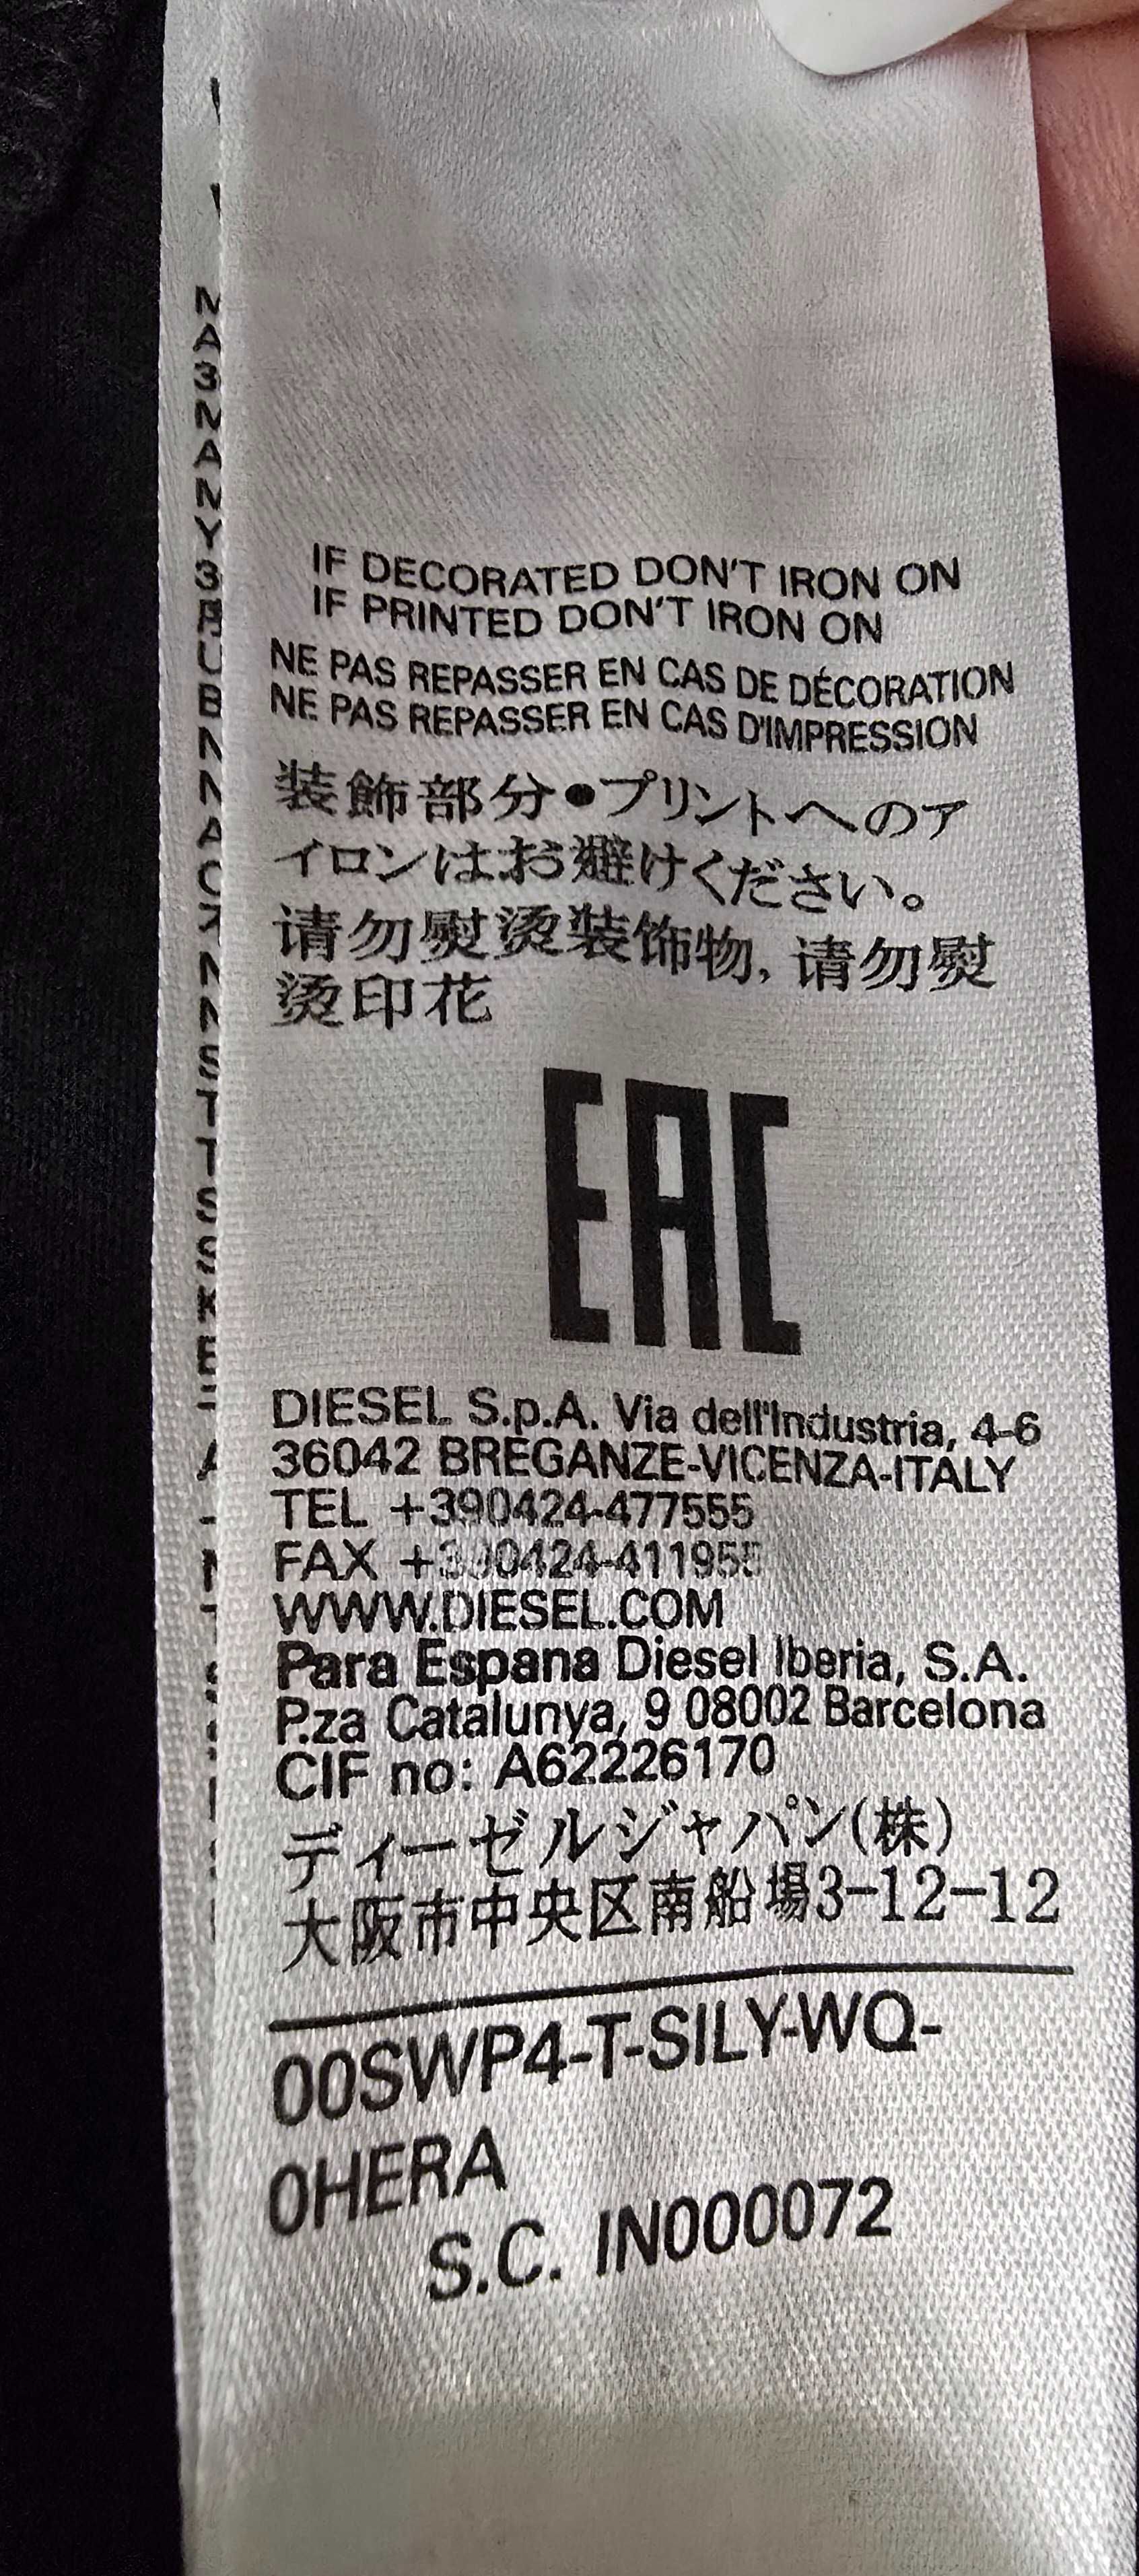 IF DECORATED DON'T IRON ON
IF PRINTED DON'T IRON ON
NE PAS REPASSER EN CAS DE DÉCORATION
NE PAS REPASSER EN CAS D'IMPRESSION
装飾部分•プリントへのア
イロンはお避けください。
请勿熨烫装饰物, 请勿熨
烫印花
EAC
DIESEL S.p.A. Via dell'Industria, 4-6
36042 BREGANZE-VICENZA-ITALY
TEL +390424-477555
FAX +390424-411955
WWW.DIESEL.COM
Para Espana Diesel Iberia, S.A.
P.za Catalunya, 9 08002 Barcelona
CIF no: A62226170
ディーゼルジャパン(株)
大阪市中央区南船場3-12-12
00SWP4-T-SILY-WQ-
0HERA
S.C. IN000072